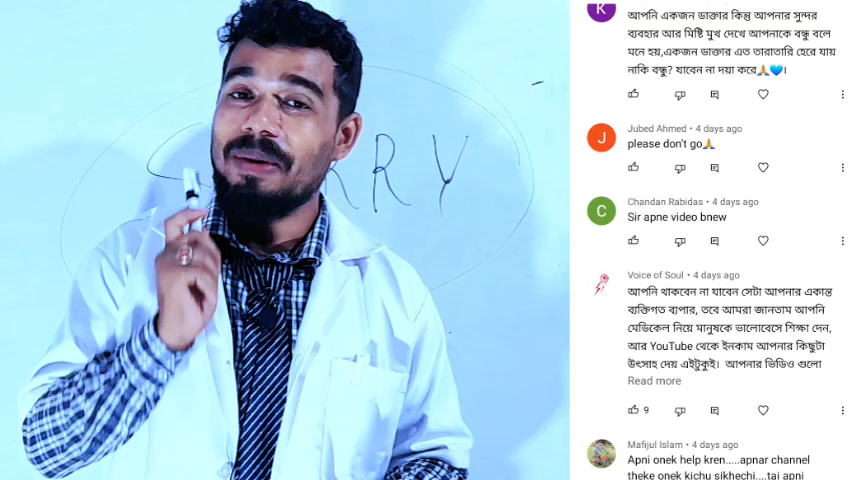 RRY
K
আপনি একজন ডাক্তার কিন্তু আপনার সুন্দর
ব্যবহার আর মিষ্টি মুখ দেখে আপনাকে বন্ধু বলে
মনে হয়,একজন ডাক্তার এত তারাতারি হেরে যায়
নাকি বন্ধু? যাবেন না দয়া করে🙏💙।
J
Jubed Ahmed • 4 days ago
please don't go🙏
C
Chandan Rabidas • 4 days ago
Sir apne video bnew
Voice of Soul • 4 days ago
আপনি থাকবেন না যাবেন সেটা আপনার একান্ত
ব্যক্তিগত ব্যপার, তবে আমরা জানতাম আপনি
মেডিকেল নিয়ে মানুষকে ভালোবেসে শিক্ষা দেন,
আর YouTube থেকে ইনকাম আপনার কিছুটা
উৎসাহ দেয় এইটুকুই। আপনার ভিডিও গুলো
Read more
9
Mafijul Islam • 4 days ago
Apni onek help kren.....apnar channel
theke onek kichu sikhechi....tai apni